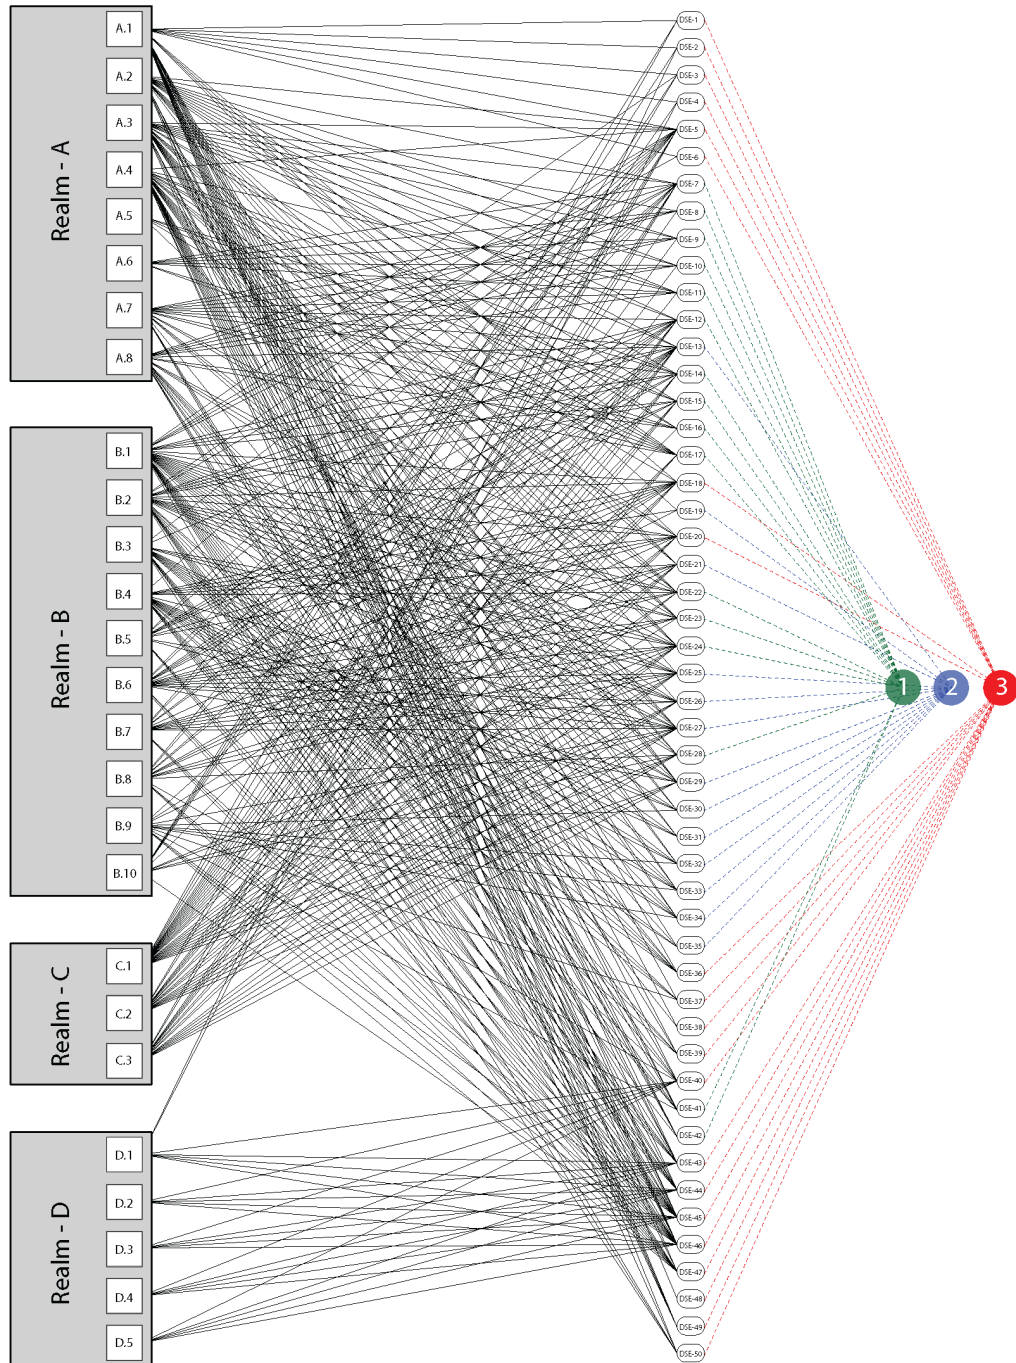 Realm - A
A.1
A.2
A.3
A.4
A.5
A.6
A.7
A.8
Realm - B
B.1
B.2
B.3
B.4
B.5
B.6
B.7
B.8
B.9
B.10
Realm - C
C.1
C.2
C.3
Realm - D
D.1
D.2
D.3
D.4
D.5
DSE-1
DSE-2
DSE-3
DSE-4
DSE-5
DSE-6
DSE-7
DSE-8
DSE-9
DSE-10
DSE-11
DSE-12
DSE-13
DSE-14
DSE-15
DSE-16
DSE-17
DSE-18
DSE-19
DSE-20
DSE-21
DSE-22
DSE-23
DSE-24
DSE-25
DSE-26
DSE-27
DSE-28
DSE-29
DSE-30
DSE-31
DSE-32
DSE-33
DSE-34
DSE-35
DSE-36
DSE-37
DSE-38
DSE-39
DSE-40
DSE-41
DSE-42
DSE-43
DSE-44
DSE-45
DSE-46
DSE-47
DSE-48
DSE-49
DSE-50
1
2
3